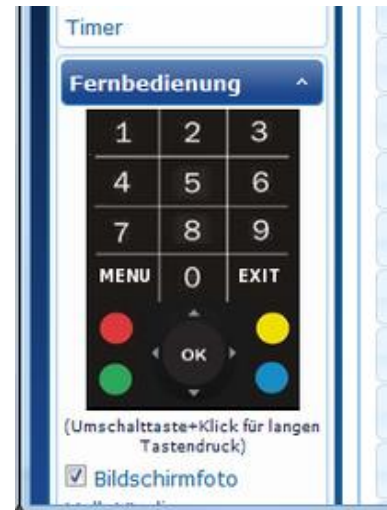 Timer
Fernbedienung
1 2 3
4 5 6
7 8 9
MENU 0 EXIT
OK
(Umschalttaste+Klick für langen
Tastendruck)
Bildschirmfoto